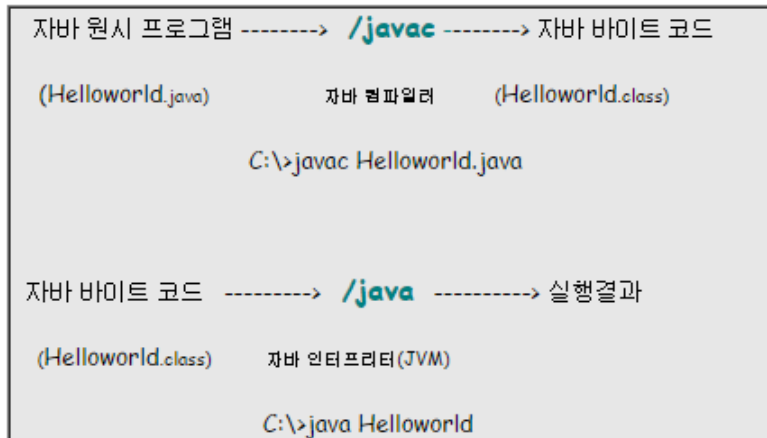 자바 원시 프로그램 --------> /javac --------> 자바 바이트 코드
(Helloworld.java) 자바 컴파일러 (Helloworld.class)
C:\>javac Helloworld.java
자바 바이트 코드 ---------> /java ----------> 실행결과
(Helloworld.class) 자바 인터프리터(JVM)
C:\>java Helloworld